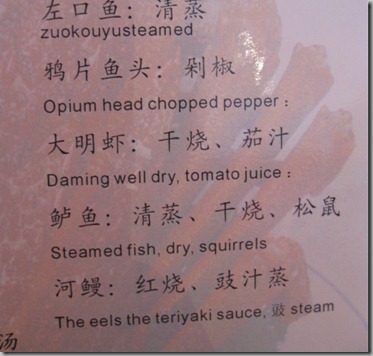 左口鱼：清蒸
zuokouyusteamed
鸦片鱼头：剁椒
Opium head chopped pepper：
大明虾：干烧、茄汁
Daming well dry, tomato juice：
鲈鱼：清蒸、干烧、松鼠
Steamed fish, dry, squirrels
河鳗：红烧、豉汁蒸
The eels the teriyaki sauce, 豉 steam
汤